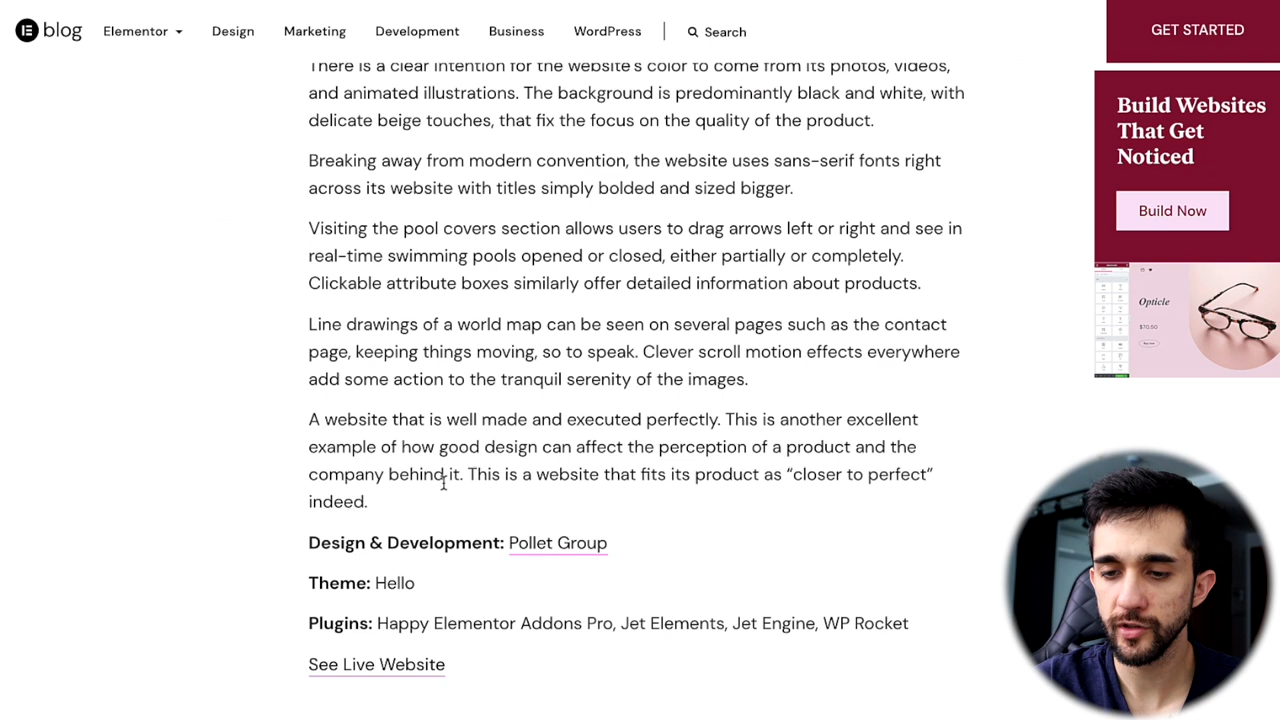 blog Elementor Design Marketing Development Business WordPress Search GET STARTED
There is a clear intention for the website's color to come from its photos, videos,
and animated illustrations. The background is predominantly black and white, with
delicate beige touches, that fix the focus on the quality of the product.
Breaking away from modern convention, the website uses sans-serif fonts right
across its website with titles simply bolded and sized bigger.
Visiting the pool covers section allows users to drag arrows left or right and see in
real-time swimming pools opened or closed, either partially or completely.
Clickable attribute boxes similarly offer detailed information about products.
Line drawings of a world map can be seen on several pages such as the contact
page, keeping things moving, so to speak. Clever scroll motion effects everywhere
add some action to the tranquil serenity of the images.
A website that is well made and executed perfectly. This is another excellent
example of how good design can affect the perception of a product and the
company behind it. This is a website that fits its product as “closer to perfect”
indeed.
Design & Development: Pollet Group
Theme: Hello
Plugins: Happy Elementor Addons Pro, Jet Elements, Jet Engine, WP Rocket
See Live Website
Build Websites
That Get
Noticed
Build Now
Opticle
$70.50